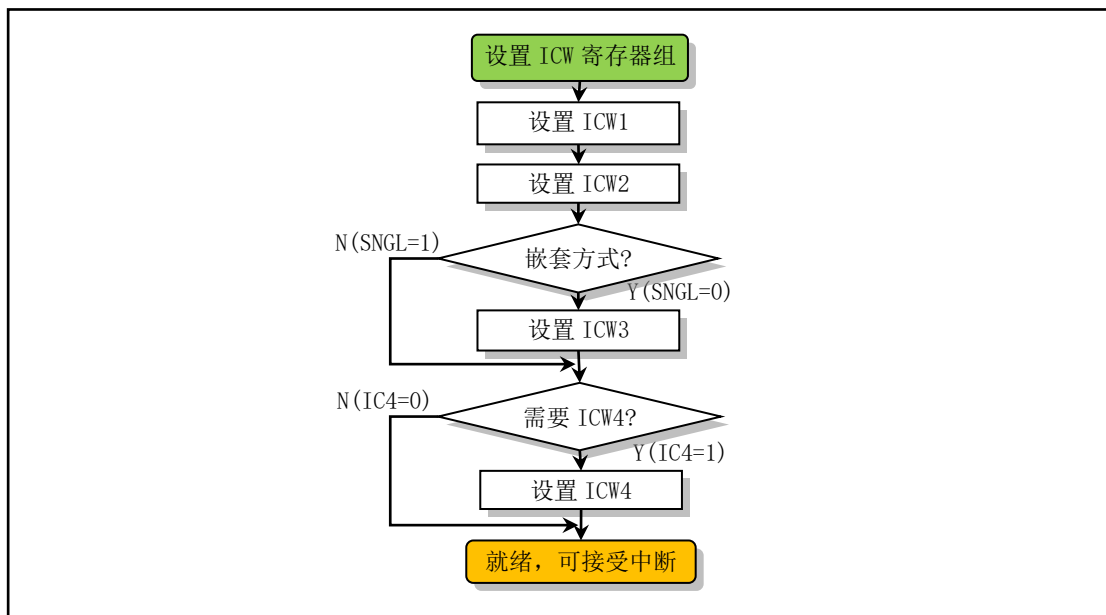 设置 ICW 寄存器组
设置 ICW1
设置 ICW2
N(SNGL=1)
嵌套方式?
Y(SNGL=0)
设置 ICW3
N(IC4=0)
需要 ICW4?
Y(IC4=1)
设置 ICW4
就绪，可接受中断